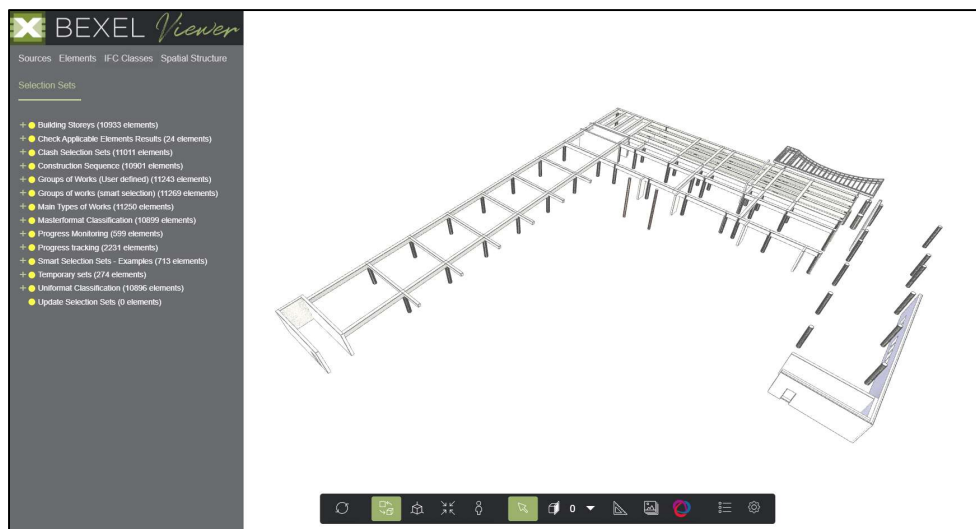 BEXEL Viewer
Sources Elements IFC Classes Spatial Structure
Selection Sets
Building Storeys (10933 elements)
Check Applicable Elements Results (24 elements)
Clash Selection Sets (11011 elements)
Construction Sequence (10901 elements)
Groups of Works (User defined) (11243 elements)
Groups of works (smart selection) (11269 elements)
Main Types of Works (11250 elements)
Masterformat Classification (10899 elements)
Progress Monitoring (599 elements)
Progress tracking (2231 elements)
Smart Selection Sets - Examples (713 elements)
Temporary sets (274 elements)
Uniformat Classification (10896 elements)
Update Selection Sets (0 elements)
0